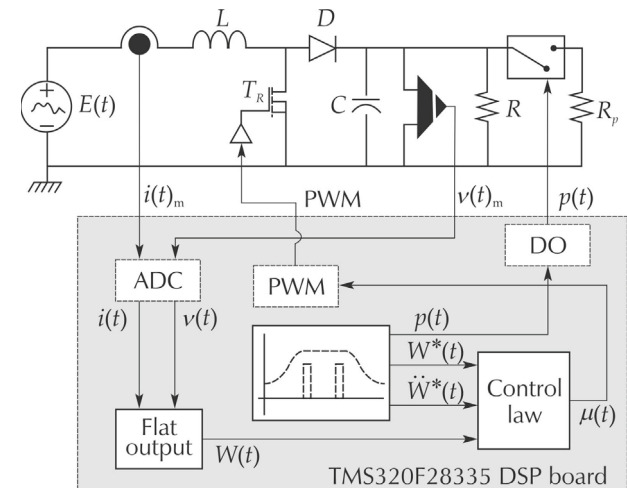 L
D
E(t)
T_R
C
R
R_p
i(t)_m
PWM
v(t)_m
p(t)
DO
ADC
PWM
i(t)
v(t)
p(t)
W*(t)
Ẅ*(t)
Control
law
μ(t)
Flat
output
W(t)
TMS320F28335 DSP board